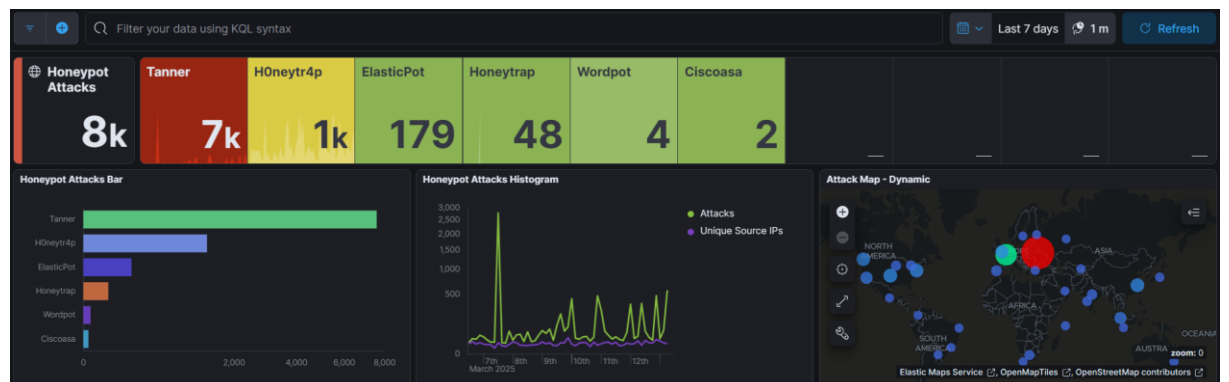 Filter your data using KQL syntax
Last 7 days
1 m
Refresh
Honeypot
Attacks
8k
Tanner
7k
H0neytr4p
1k
ElasticPot
179
Honeytrap
48
Wordpot
4
Ciscoasa
2
Honeypot Attacks Bar
Tanner
H0neytr4p
ElasticPot
Honeytrap
Wordpot
Ciscoasa
0
2,000
4,000
6,000
8,000
Honeypot Attacks Histogram
3,000
2,500
2,000
1,500
1,000
500
0
7th
8th
9th
10th
11th
12th
March 2025
Attacks
Unique Source IPs
Attack Map - Dynamic
NORTH
AMERICA
ASIA
AFRICA
SOUTH
AMERICA
OCEANIA
AUSTRA
zoom: 0
Elastic Maps Service, OpenMapTiles, OpenStreetMap contributors